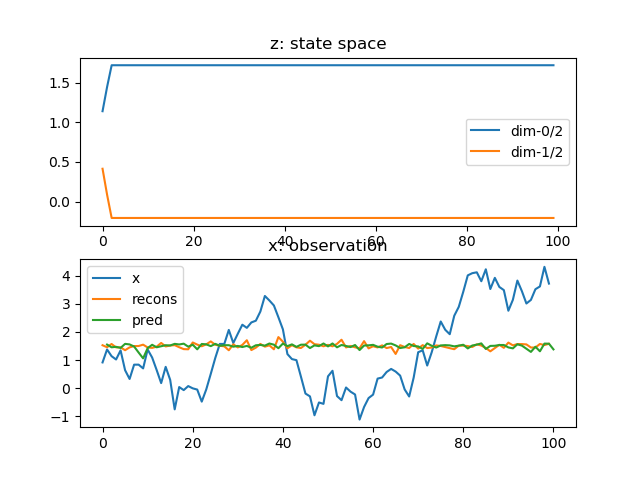 z: state space
1.5
1.0
0.5
0.0
dim-0/2
dim-1/2
0 20 40 60 80 100
x: observation
4
3
2
1
0
−1
x
recons
pred
0 20 40 60 80 100